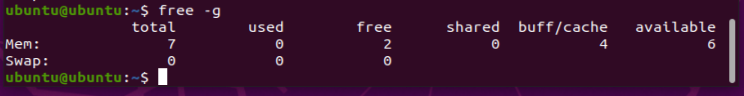 ubuntu@ubuntu:~$ free -g
total used free shared buff/cache available
Mem: 7 0 2 0 4 6
Swap: 0 0 0
ubuntu@ubuntu:~$